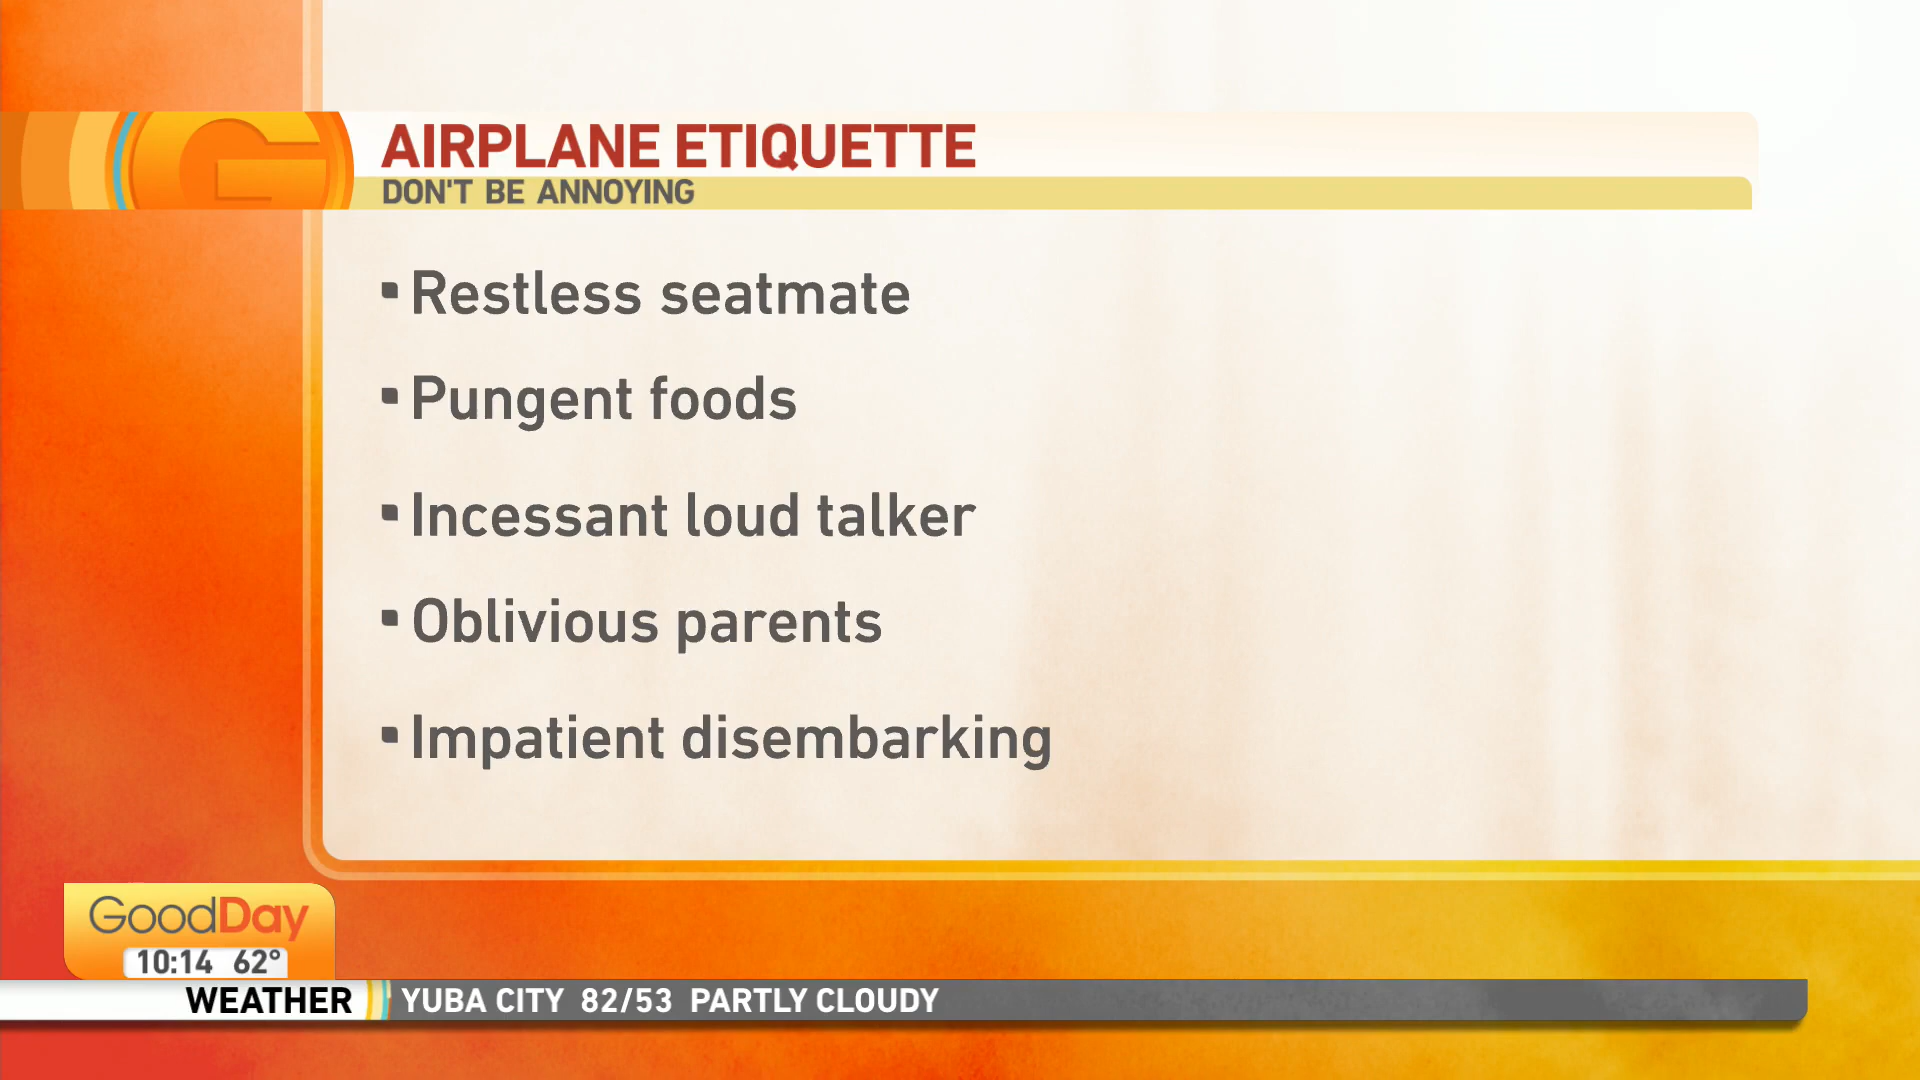 G
AIRPLANE ETIQUETTE
DON'T BE ANNOYING
▪ Restless seatmate
▪ Pungent foods
▪ Incessant loud talker
▪ Oblivious parents
▪ Impatient disembarking
GoodDay
10:14 62°
WEATHER YUBA CITY 82/53 PARTLY CLOUDY